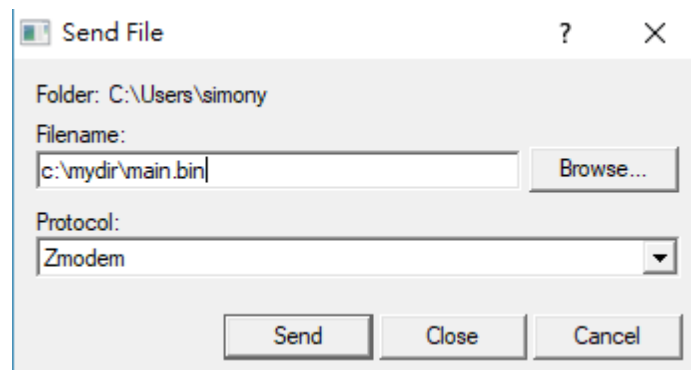 Send File ?
Folder: C:\Users\simony
Filename:
c:\mydir\main.bin Browse...
Protocol:
Zmodem
Send Close Cancel